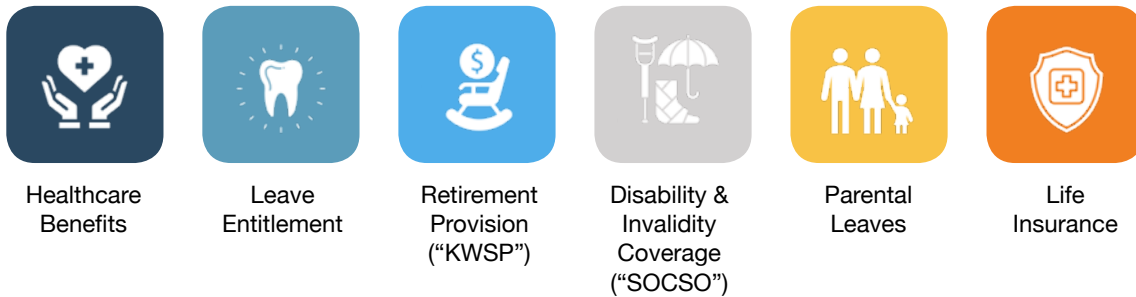 Healthcare
Benefits
Leave
Entitlement
Retirement
Provision
(“KWSP”)
Disability &
Invalidity
Coverage
(“SOCSO”)
Parental
Leaves
Life
Insurance
$